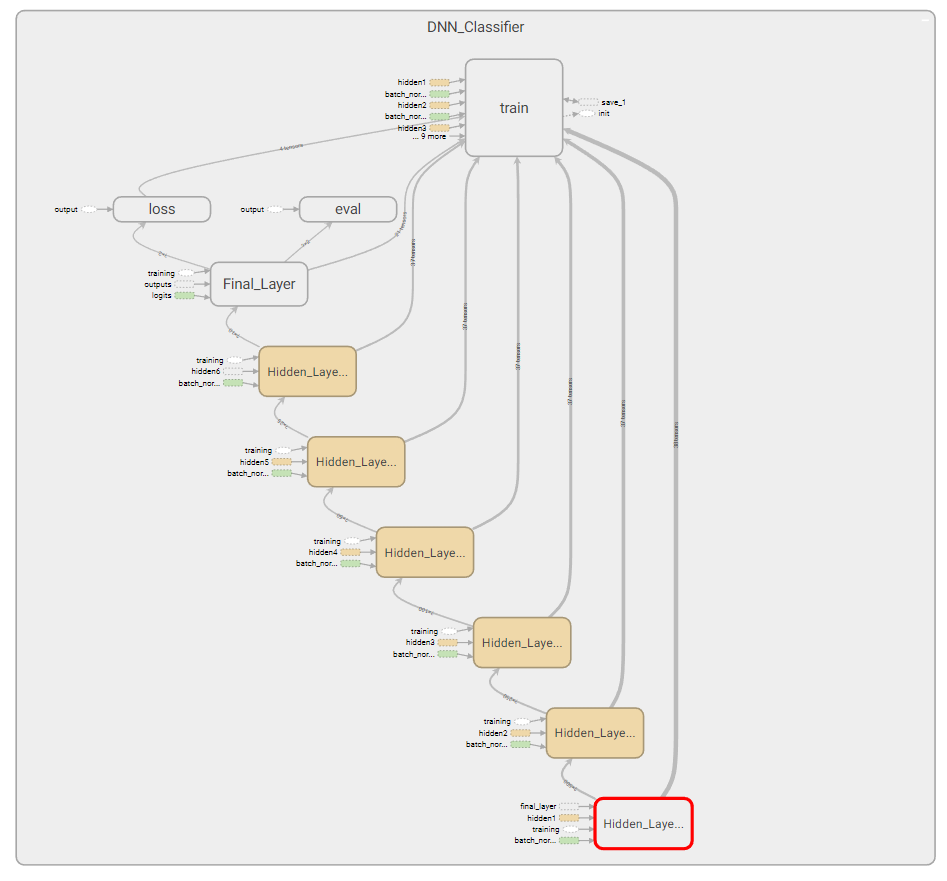 DNN_Classifier
hidden1
batch_nor...
hidden2
batch_nor...
hidden3
... 9 more
train
save_1
init
4 tensors
output
loss
output
eval
training
outputs
logits
Final_Layer
training
hidden6
batch_nor...
Hidden_Laye...
training
hidden5
batch_nor...
Hidden_Laye...
training
hidden4
batch_nor...
Hidden_Laye...
training
hidden3
batch_nor...
Hidden_Laye...
training
hidden2
batch_nor...
Hidden_Laye...
final_layer
hidden1
training
batch_nor...
Hidden_Laye...